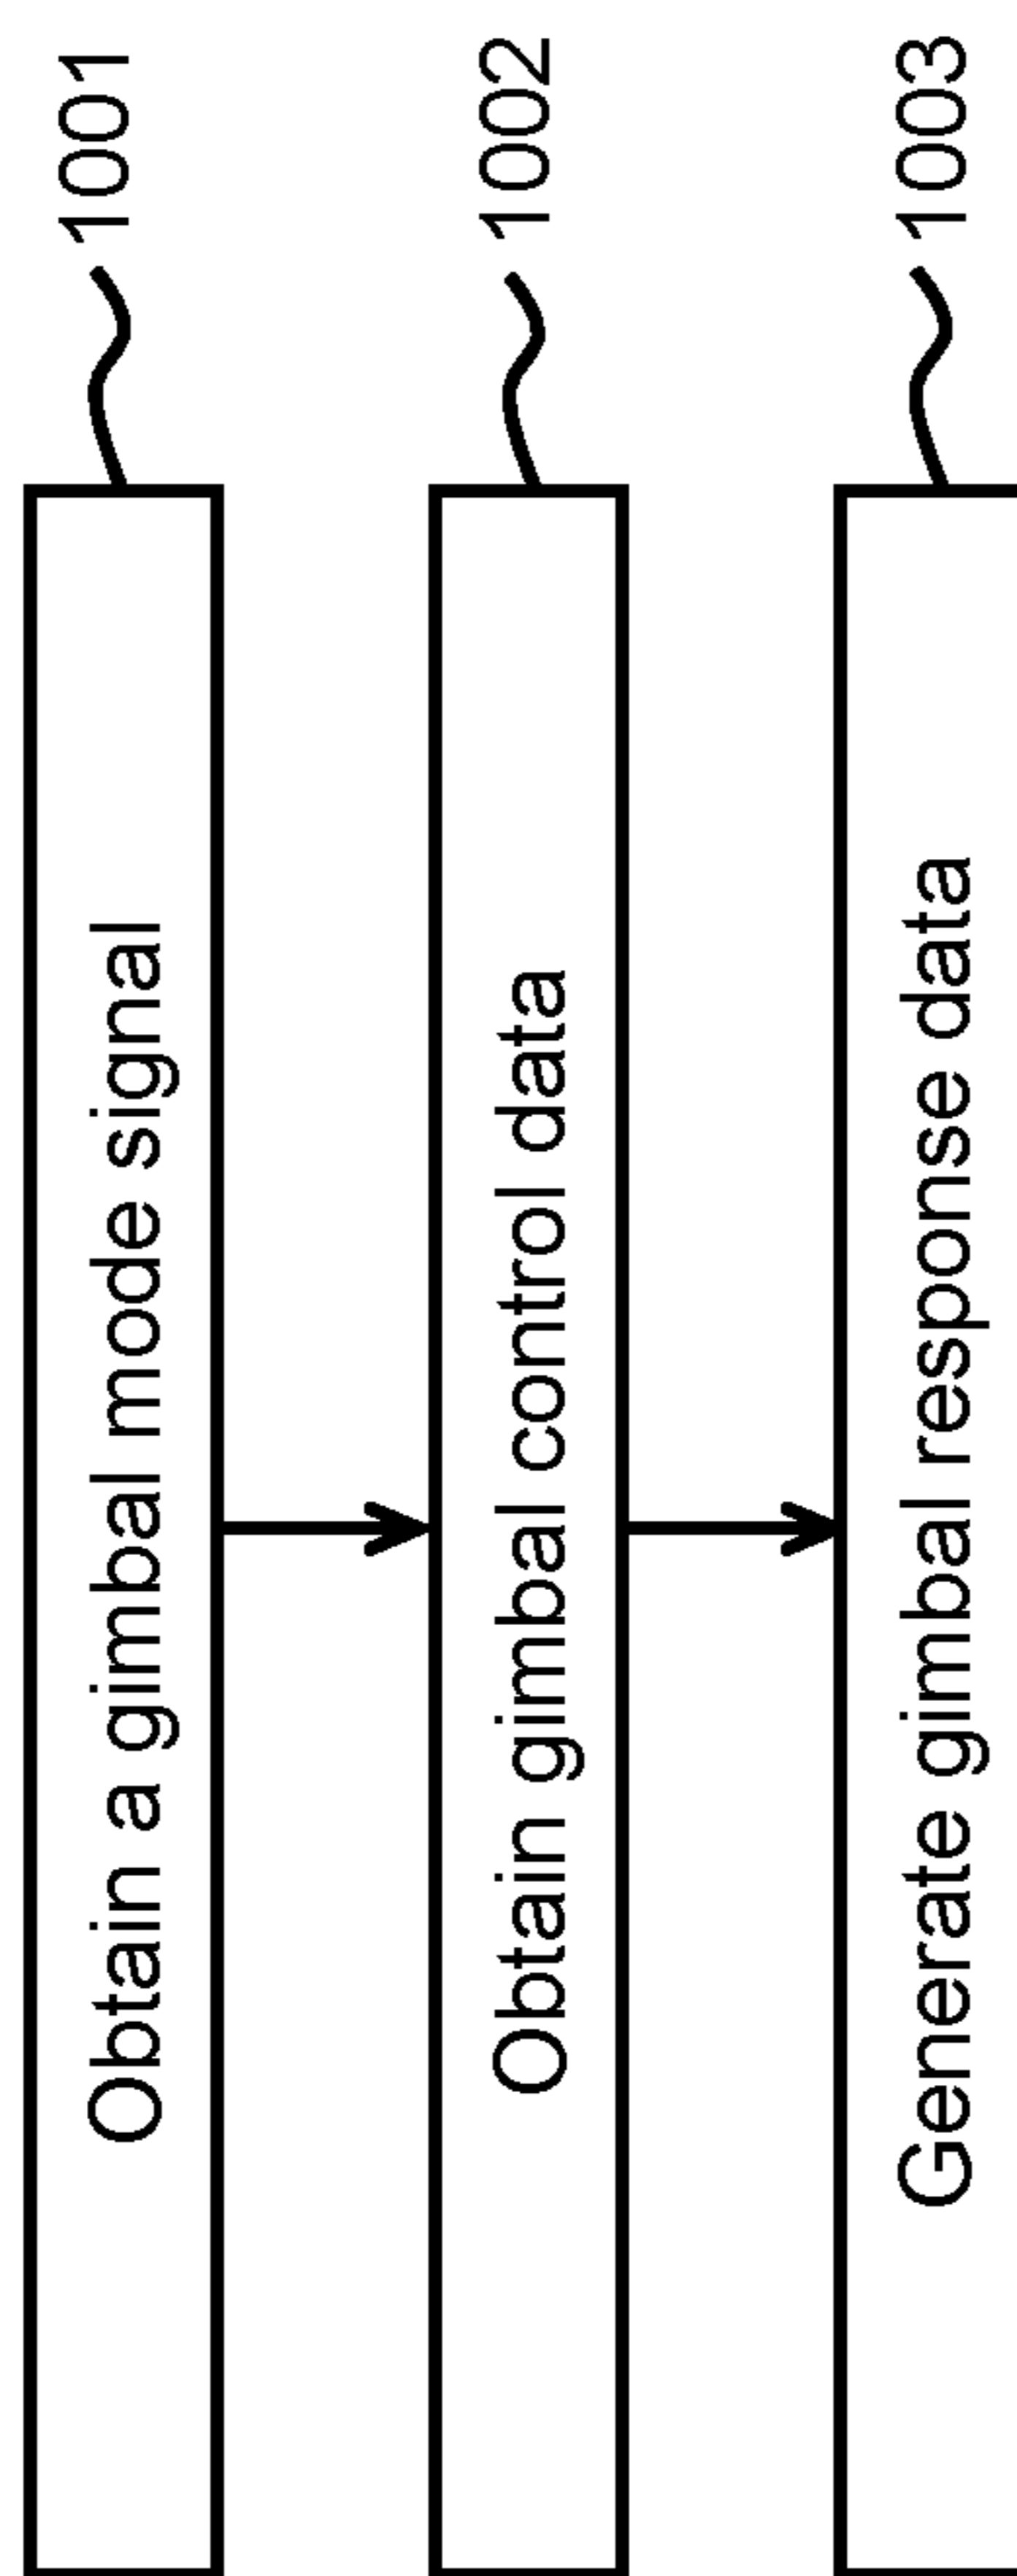 Obtain a gimbal mode signal
1001
Obtain gimbal control data
1002
Generate gimbal response data
1003